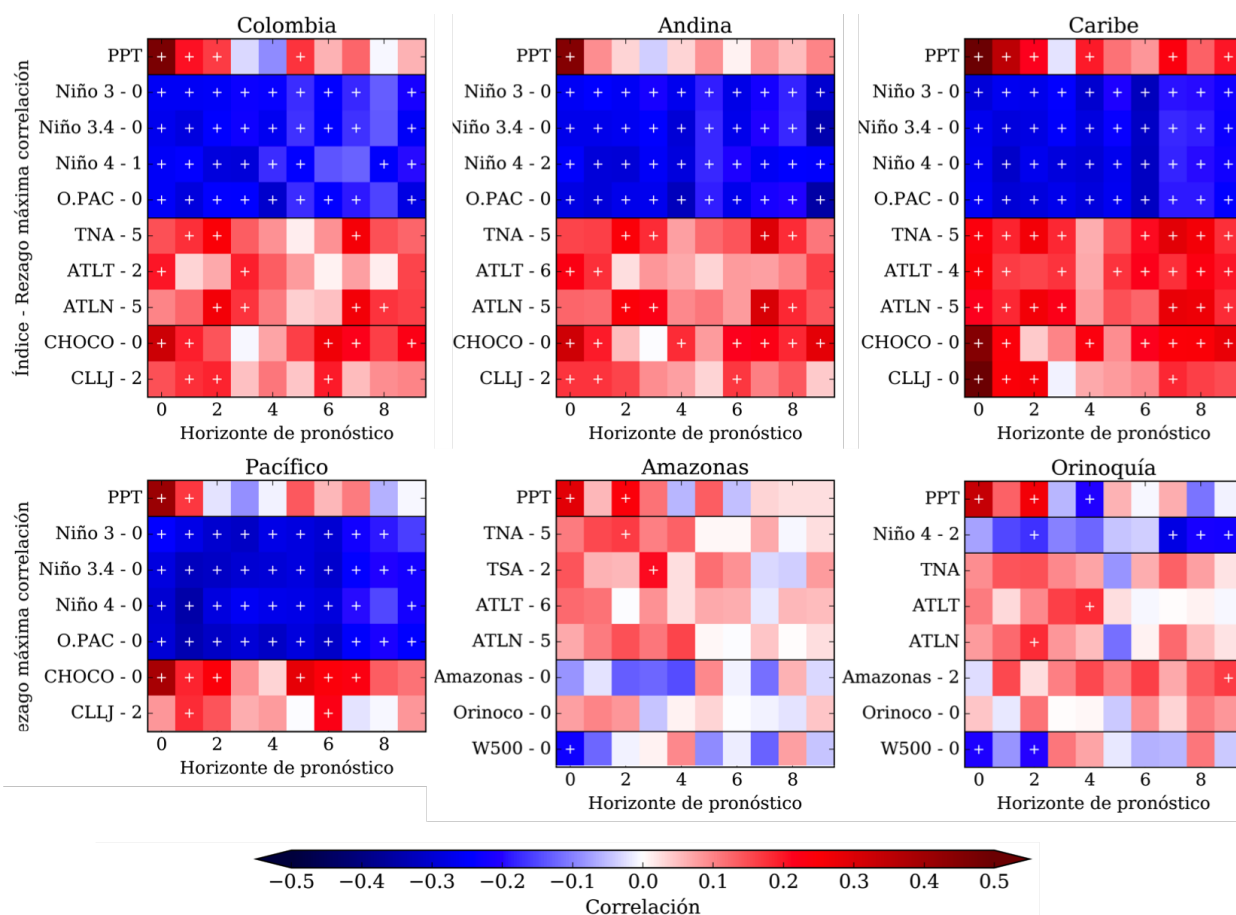 Colombia
Andina
Caribe
Índice - Rezago máxima correlación
PPT
Niño 3 - 0
Niño 3.4 - 0
Niño 4 - 1
O.PAC - 0
TNA - 5
ATLT - 2
ATLN - 5
CHOCO - 0
CLLJ - 2
0 2 4 6 8
Horizonte de pronóstico
PPT
Niño 3 - 0
Niño 3.4 - 0
Niño 4 - 2
O.PAC - 0
TNA - 5
ATLT - 6
ATLN - 5
CHOCO - 0
CLLJ - 2
0 2 4 6 8
Horizonte de pronóstico
PPT
Niño 3 - 0
Niño 3.4 - 0
Niño 4 - 0
O.PAC - 0
TNA - 5
ATLT - 4
ATLN - 5
CHOCO - 0
CLLJ - 0
0 2 4 6 8
Horizonte de pronóstico
Pacífico
Amazonas
Orinoquía
ezago máxima correlación
PPT
Niño 3 - 0
Niño 3.4 - 0
Niño 4 - 0
O.PAC - 0
CHOCO - 0
CLLJ - 2
0 2 4 6 8
Horizonte de pronóstico
PPT
TNA - 5
TSA - 2
ATLT - 6
ATLN - 5
Amazonas - 0
Orinoco - 0
W500 - 0
0 2 4 6 8
Horizonte de pronóstico
PPT
Niño 4 - 2
TNA
ATLT
ATLN
Amazonas - 2
Orinoco - 0
W500 - 0
0 2 4 6 8
Horizonte de pronóstico
−0.5 −0.4 −0.3 −0.2 −0.1 0.0 0.1 0.2 0.3 0.4 0.5
Correlación